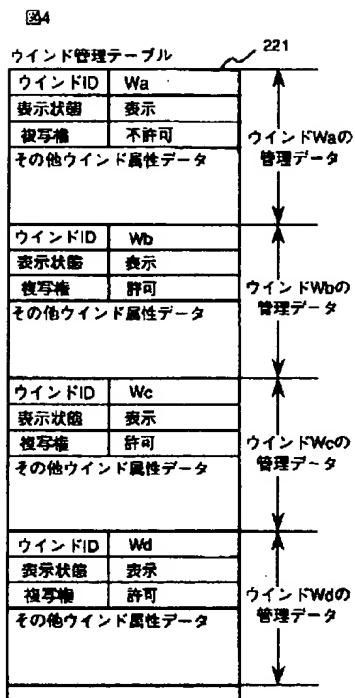 図4
ウインド管理テーブル
221
ウインドID Wa
表示状態 表示
複写権 不許可
その他ウインド属性データ
ウインドWaの
管理データ
ウインドID Wb
表示状態 表示
複写権 許可
その他ウインド属性データ
ウインドWbの
管理データ
ウインドID Wc
表示状態 表示
複写権 許可
その他ウインド属性データ
ウインドWcの
管理データ
ウインドID Wd
表示状態 表示
複写権 許可
その他ウインド属性データ
ウインドWdの
管理データ